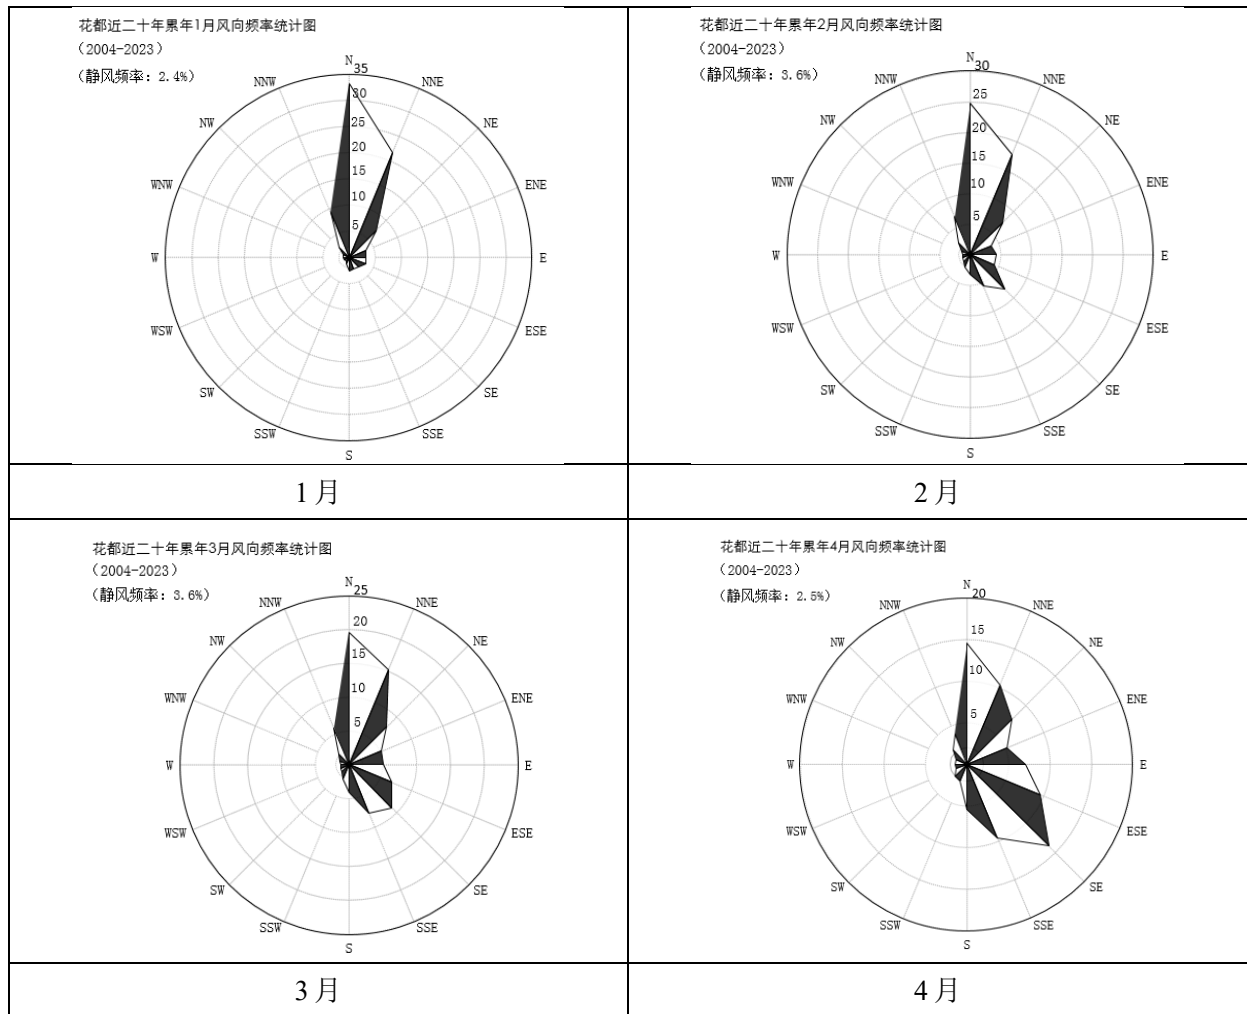 花都近二十年累年1月风向频率统计图
（2004-2023）
（静风频率: 2.4%）
N
35
NNW
NNE
30
NW
25
NE
20
WNW
15
ENE
10
5
W
E
WSW
ESE
SW
SE
SSW
SSE
S
1 月
花都近二十年累年2月风向频率统计图
（2004-2023）
（静风频率: 3.6%）
N
30
NNW
NNE
25
NW
20
NE
15
WNW
10
ENE
5
W
E
WSW
ESE
SW
SE
SSW
SSE
S
2 月
花都近二十年累年3月风向频率统计图
（2004-2023）
（静风频率: 3.6%）
N
25
NNW
NNE
20
NW
15
NE
10
WNW
5
ENE
W
E
WSW
ESE
SW
SE
SSW
SSE
S
3 月
花都近二十年累年4月风向频率统计图
（2004-2023）
（静风频率: 2.5%）
N
20
NNW
NNE
15
NW
NE
10
WNW
5
ENE
W
E
WSW
ESE
SW
SE
SSW
SSE
S
4 月